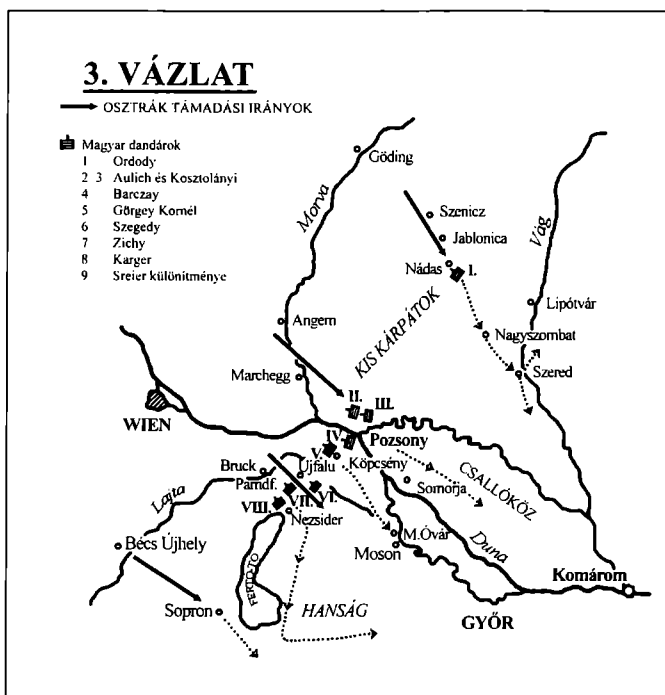 3. VÁZLAT
OSZTRÁK TÁMADÁSI IRÁNYOK
Magyar dandárok
1 Ordody
2 3 Aulich és Kosztolányi
4 Barczay
5 Görgey Kornél
6 Szegedy
7 Zichy
8 Karger
9 Sreier különítménye
Göding
Morva
Szenicz
Jablonica
Vág
Nádas
I.
Lipótvár
Angern
KIS KÁRPÁTOK
Nagyszombat
Marchegg
Szered
WIEN
II.
III.
IV.
Pozsony
V.
Köpcsény
CSALLÓKÖZ
Bruck
Újfalu
Parndf.
VI.
VII.
VIII.
Somorja
Lajta
Nezsider
M.Óvár
Duna
Bécs Újhely
Moson
FERTŐ-TÓ
Komárom
Sopron
HANSÁG
GYŐR